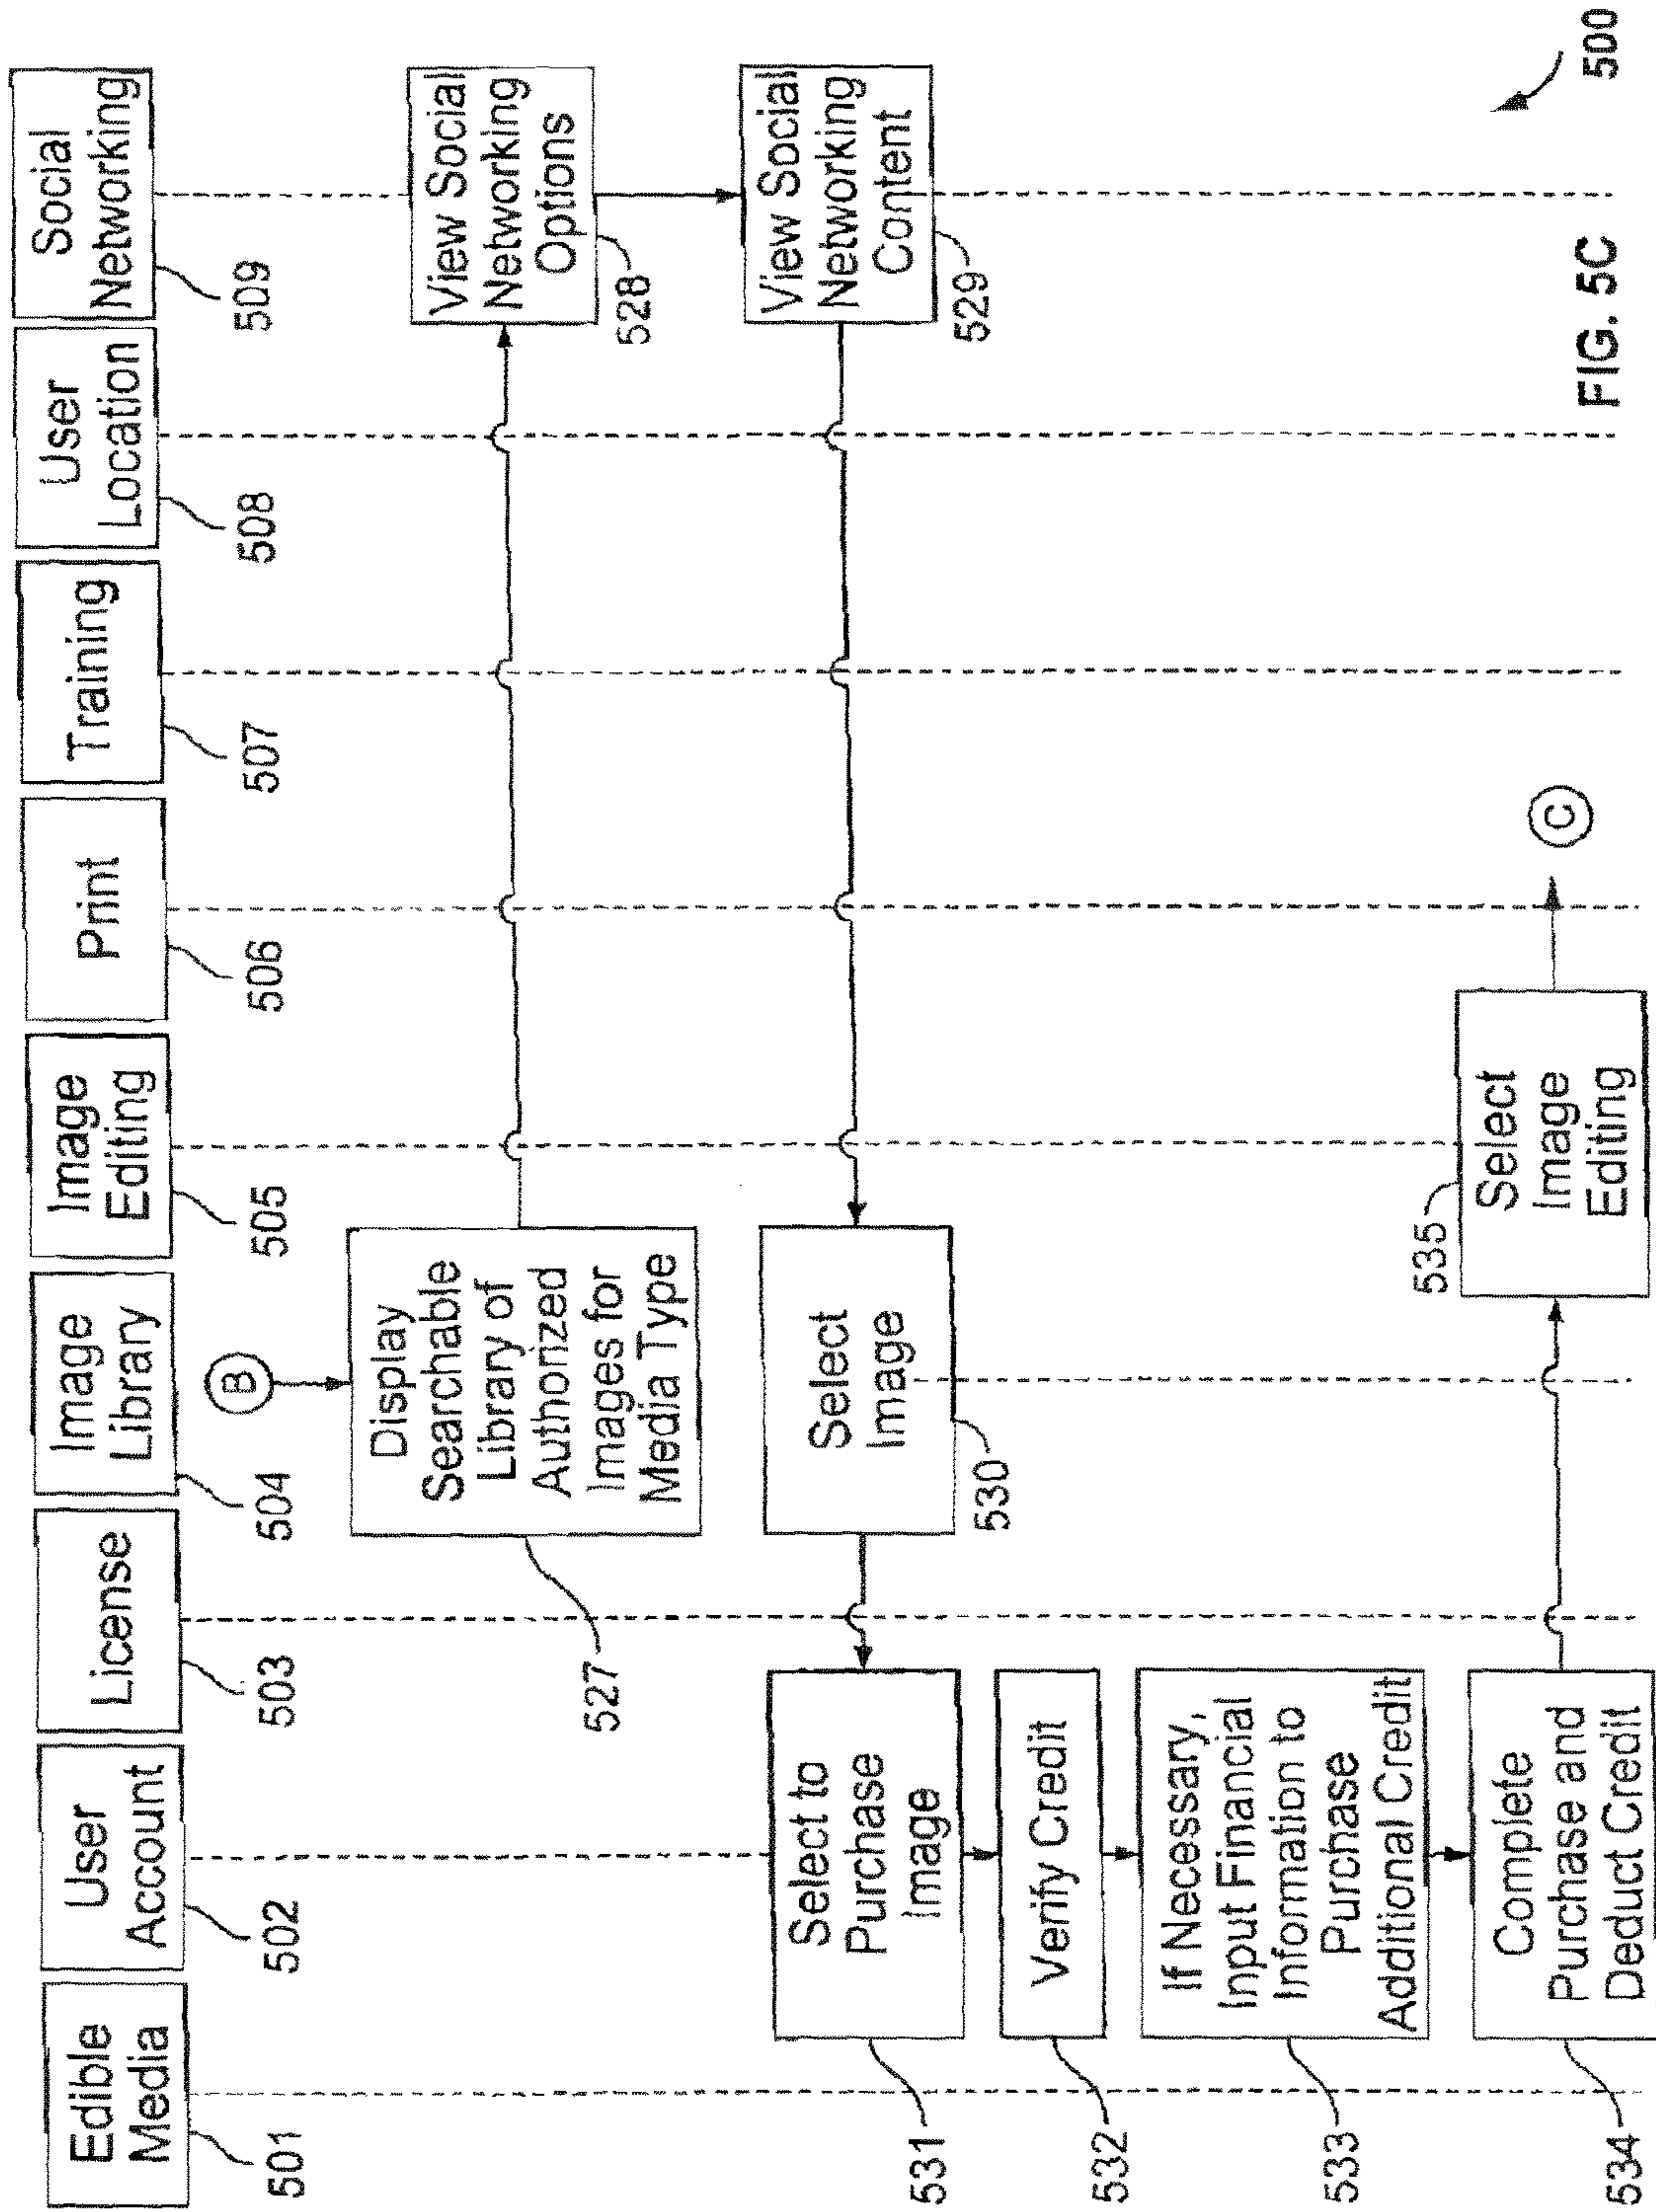 Edible
Media
501
User
Account
502
License
503
Image
Library
504
Image
Editing
505
Print
506
Training
507
User
Location
508
Social
Networking
509
B
Display
Searchable
Library of
Authorized
Images for
Media Type
527
View Social
Networking
Options
528
View Social
Networking
Content
529
Select
Image
530
Select to
Purchase
Image
531
Verify Credit
532
If Necessary,
Input Financial
Information to
Purchase
Additional Credit
533
Complete
Purchase and
Deduct Credit
534
Select
Image
Editing
535
C
FIG. 5C
500